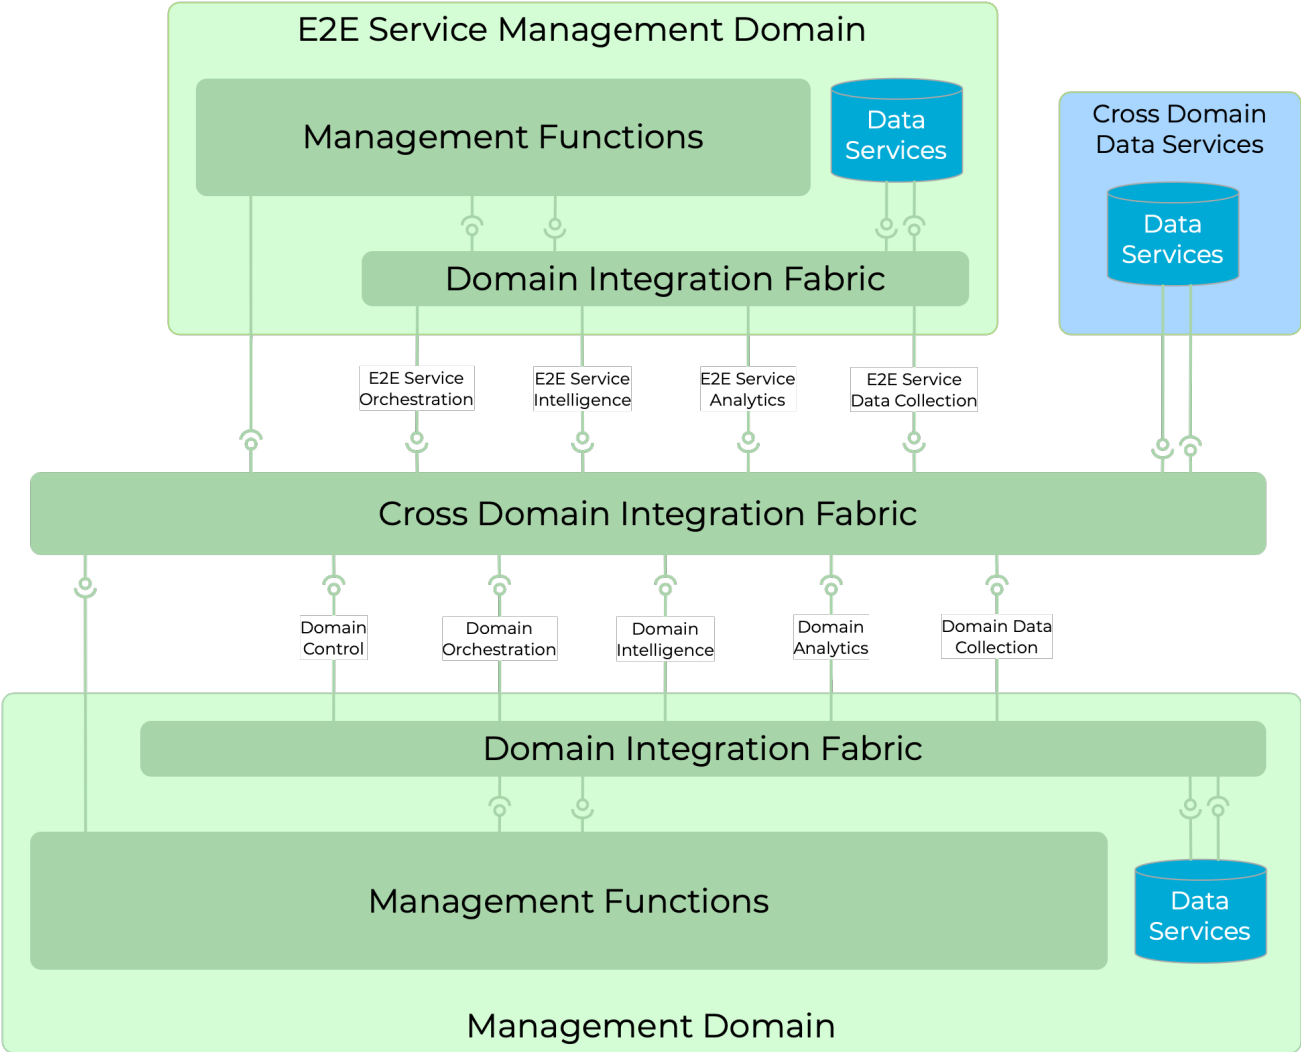 E2E Service Management Domain
Management Functions
Data
Services
Domain Integration Fabric
Cross Domain
Data Services
Data
Services
E2E Service
Orchestration
E2E Service
Intelligence
E2E Service
Analytics
E2E Service
Data Collection
Cross Domain Integration Fabric
Domain
Control
Domain
Orchestration
Domain
Intelligence
Domain
Analytics
Domain Data
Collection
Domain Integration Fabric
Management Functions
Data
Services
Management Domain